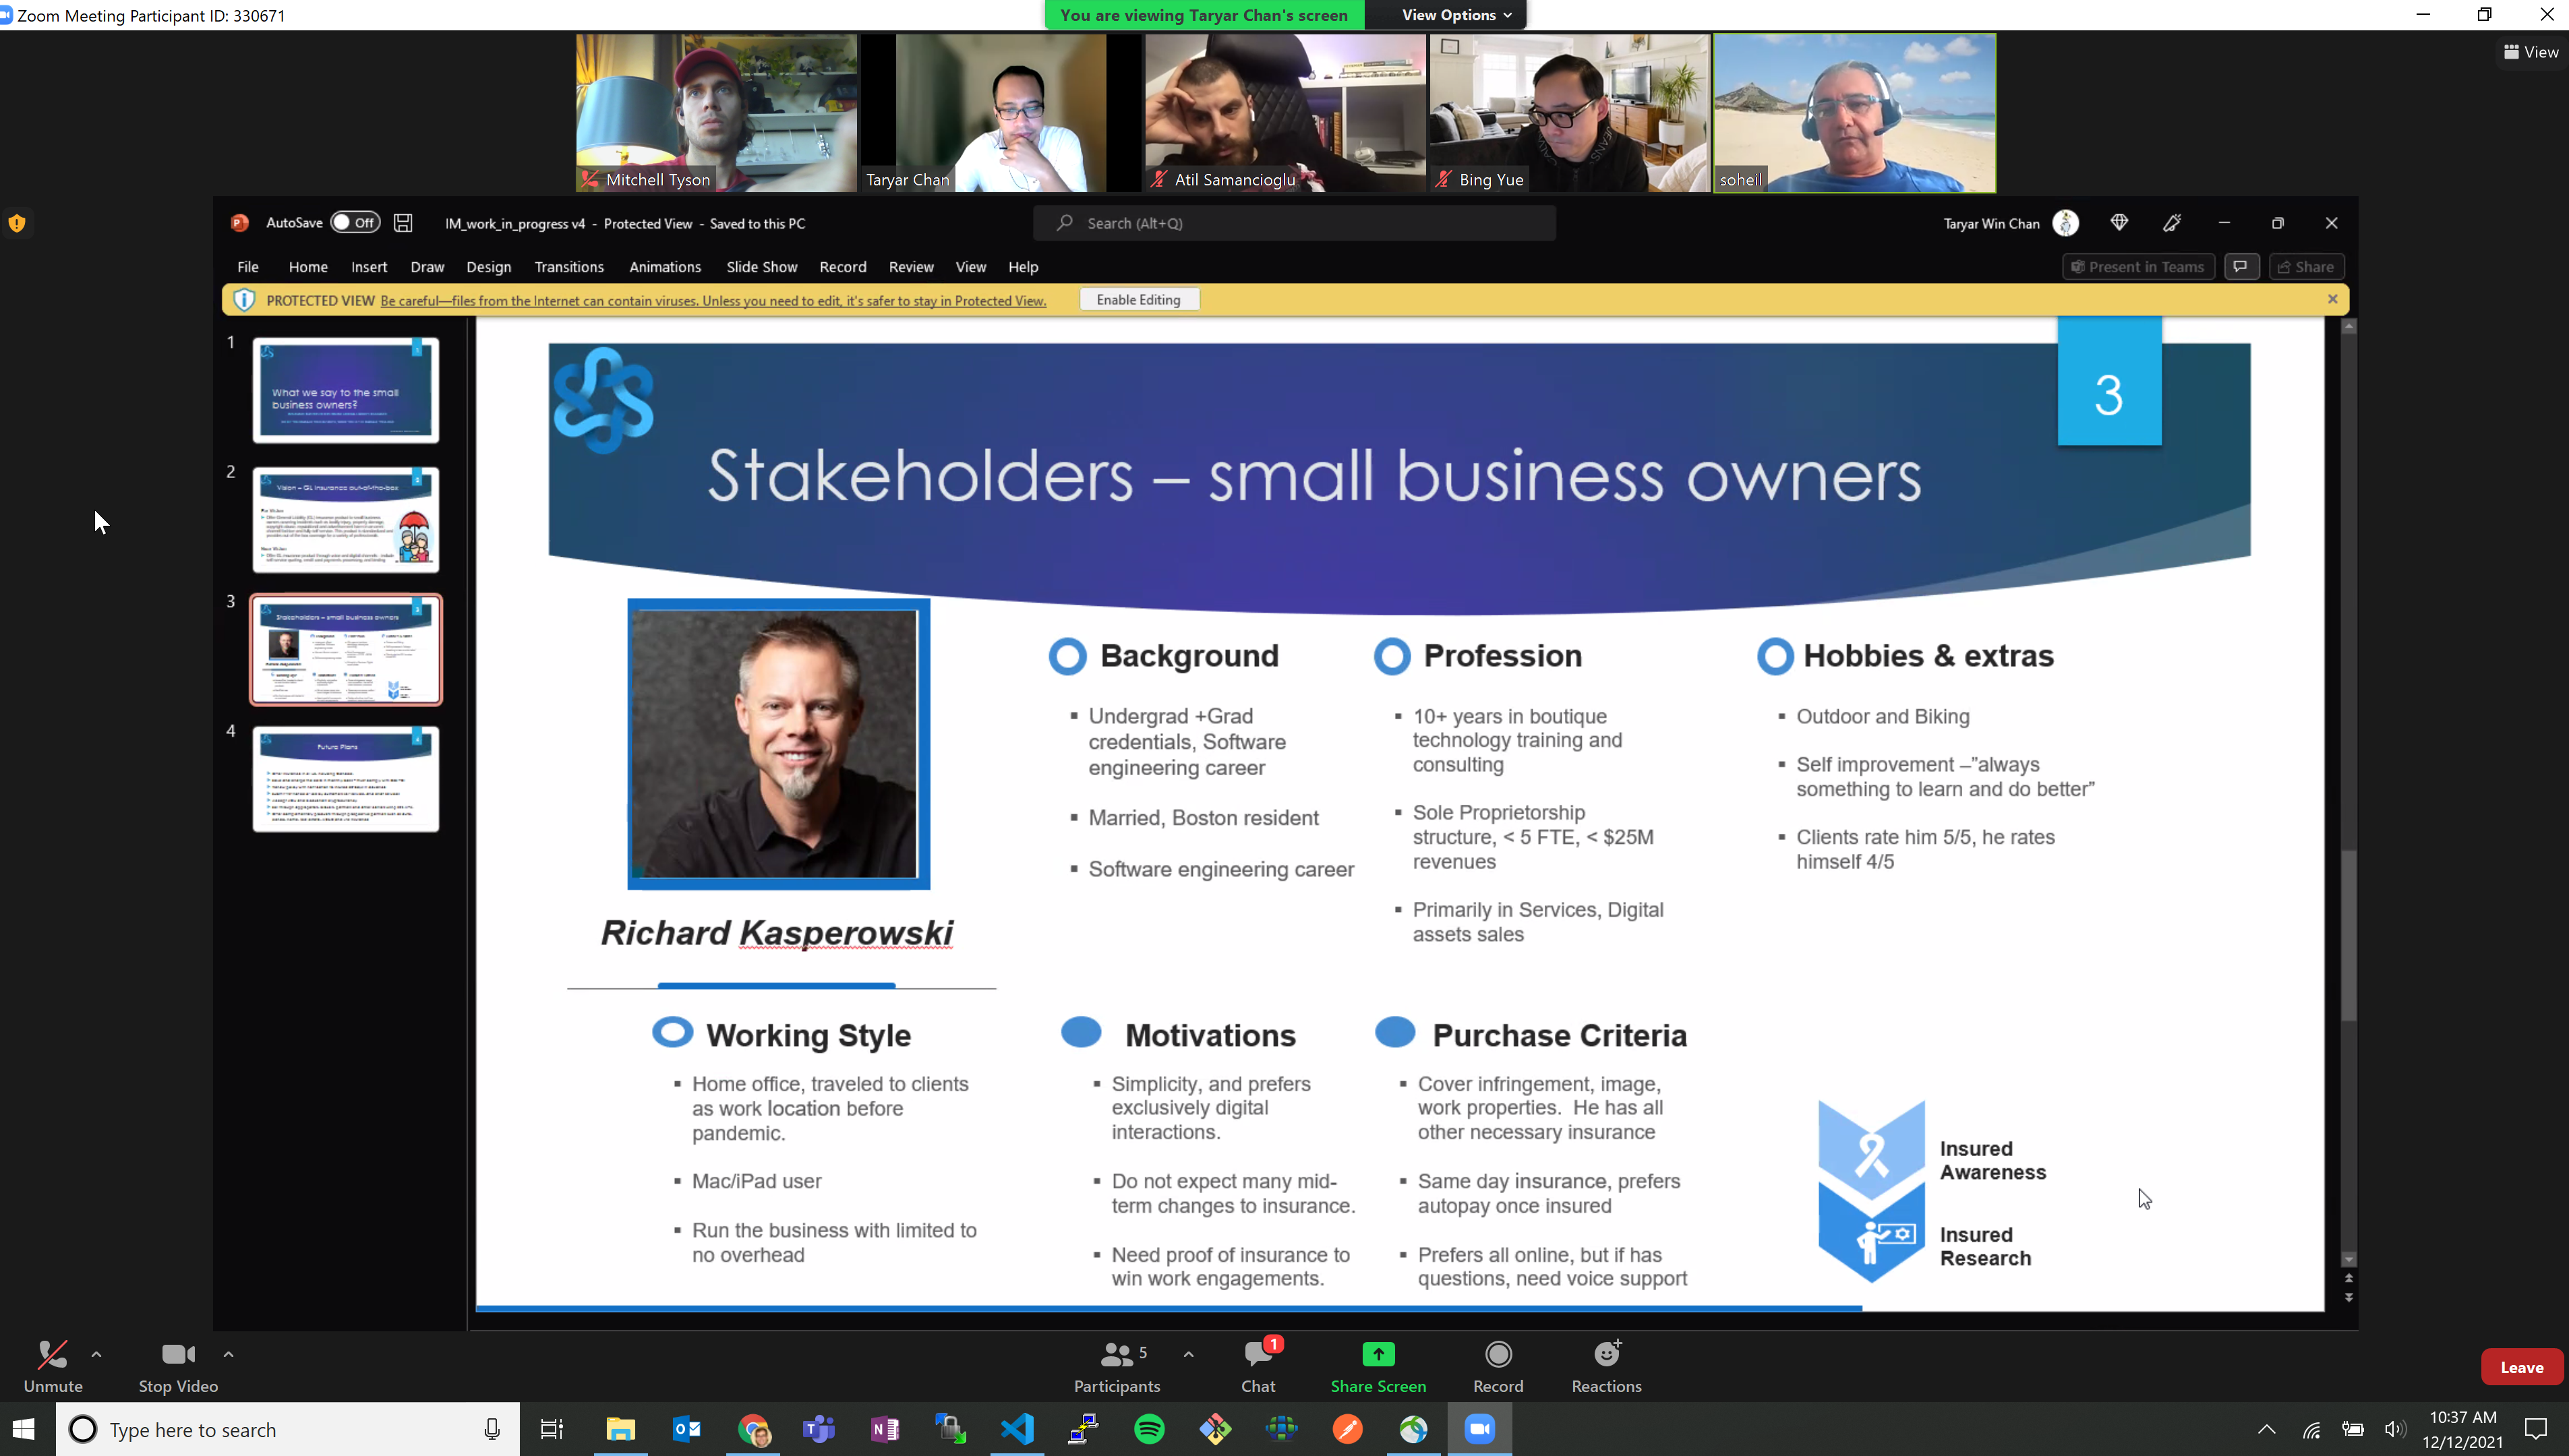 Zoom Meeting Participant ID: 330671
You are viewing Taryar Chan's screen
View Options
View
Mitchell Tyson
Taryar Chan
Atil Samancioglu
Bing Yue
soheil
AutoSave
Off
IM_work_in_progress v4 - Protected View - Saved to this PC
Search (Alt+Q)
Taryar Win Chan
File
Home
Insert
Draw
Design
Transitions
Animations
Slide Show
Record
Review
View
Help
Present in Teams
Share
PROTECTED VIEW Be careful—files from the Internet can contain viruses. Unless you need to edit, it's safer to stay in Protected View.
Enable Editing
1
What we say to the small
business owners?
2
Vision – GL Insurance out-of-the-box
3
Stakeholders – small business owners
4
Future Plans
3
Stakeholders – small business owners
Richard Kasperowski
Background
▪ Undergrad +Grad
credentials, Software
engineering career
▪ Married, Boston resident
▪ Software engineering career
Profession
▪ 10+ years in boutique
technology training and
consulting
▪ Sole Proprietorship
structure, < 5 FTE, < $25M
revenues
▪ Primarily in Services, Digital
assets sales
Hobbies & extras
▪ Outdoor and Biking
▪ Self improvement –"always
something to learn and do better"
▪ Clients rate him 5/5, he rates
himself 4/5
Working Style
▪ Home office, traveled to clients
as work location before
pandemic.
▪ Mac/iPad user
▪ Run the business with limited to
no overhead
Motivations
▪ Simplicity, and prefers
exclusively digital
interactions.
▪ Do not expect many mid-
term changes to insurance.
▪ Need proof of insurance to
win work engagements.
Purchase Criteria
▪ Cover infringement, image,
work properties. He has all
other necessary insurance
▪ Same day insurance, prefers
autopay once insured
▪ Prefers all online, but if has
questions, need voice support
Insured
Awareness
Insured
Research
Unmute
Stop Video
5
Participants
1
Chat
Share Screen
Record
Reactions
Leave
Type here to search
10:37 AM
12/12/2021